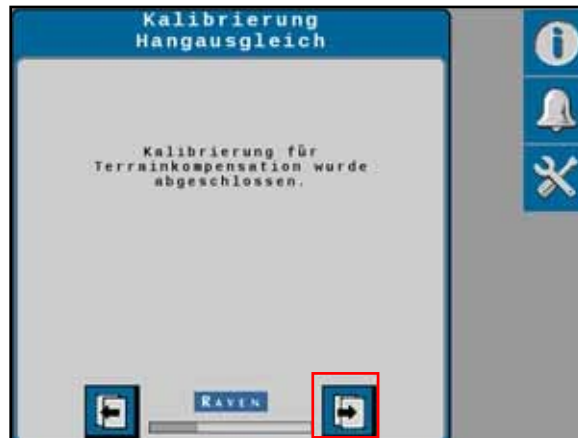 Kalibrierung
Hangausgleich
Kalibrierung für
Terrainkompensation wurde
abgeschlossen.
RAVEN